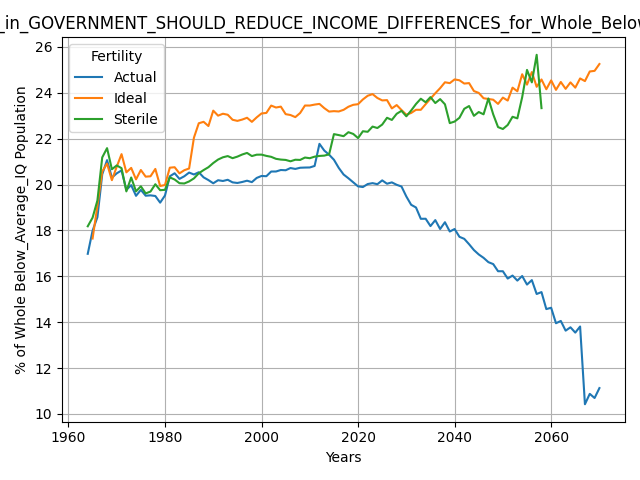 _in_GOVERNMENT_SHOULD_REDUCE_INCOME_DIFFERENCES_for_Whole_Below
Fertility
Actual
Ideal
Sterile
% of Whole Below_Average_IQ Population
26
24
22
20
18
16
14
12
10
1960
1980
2000
2020
2040
2060
Years